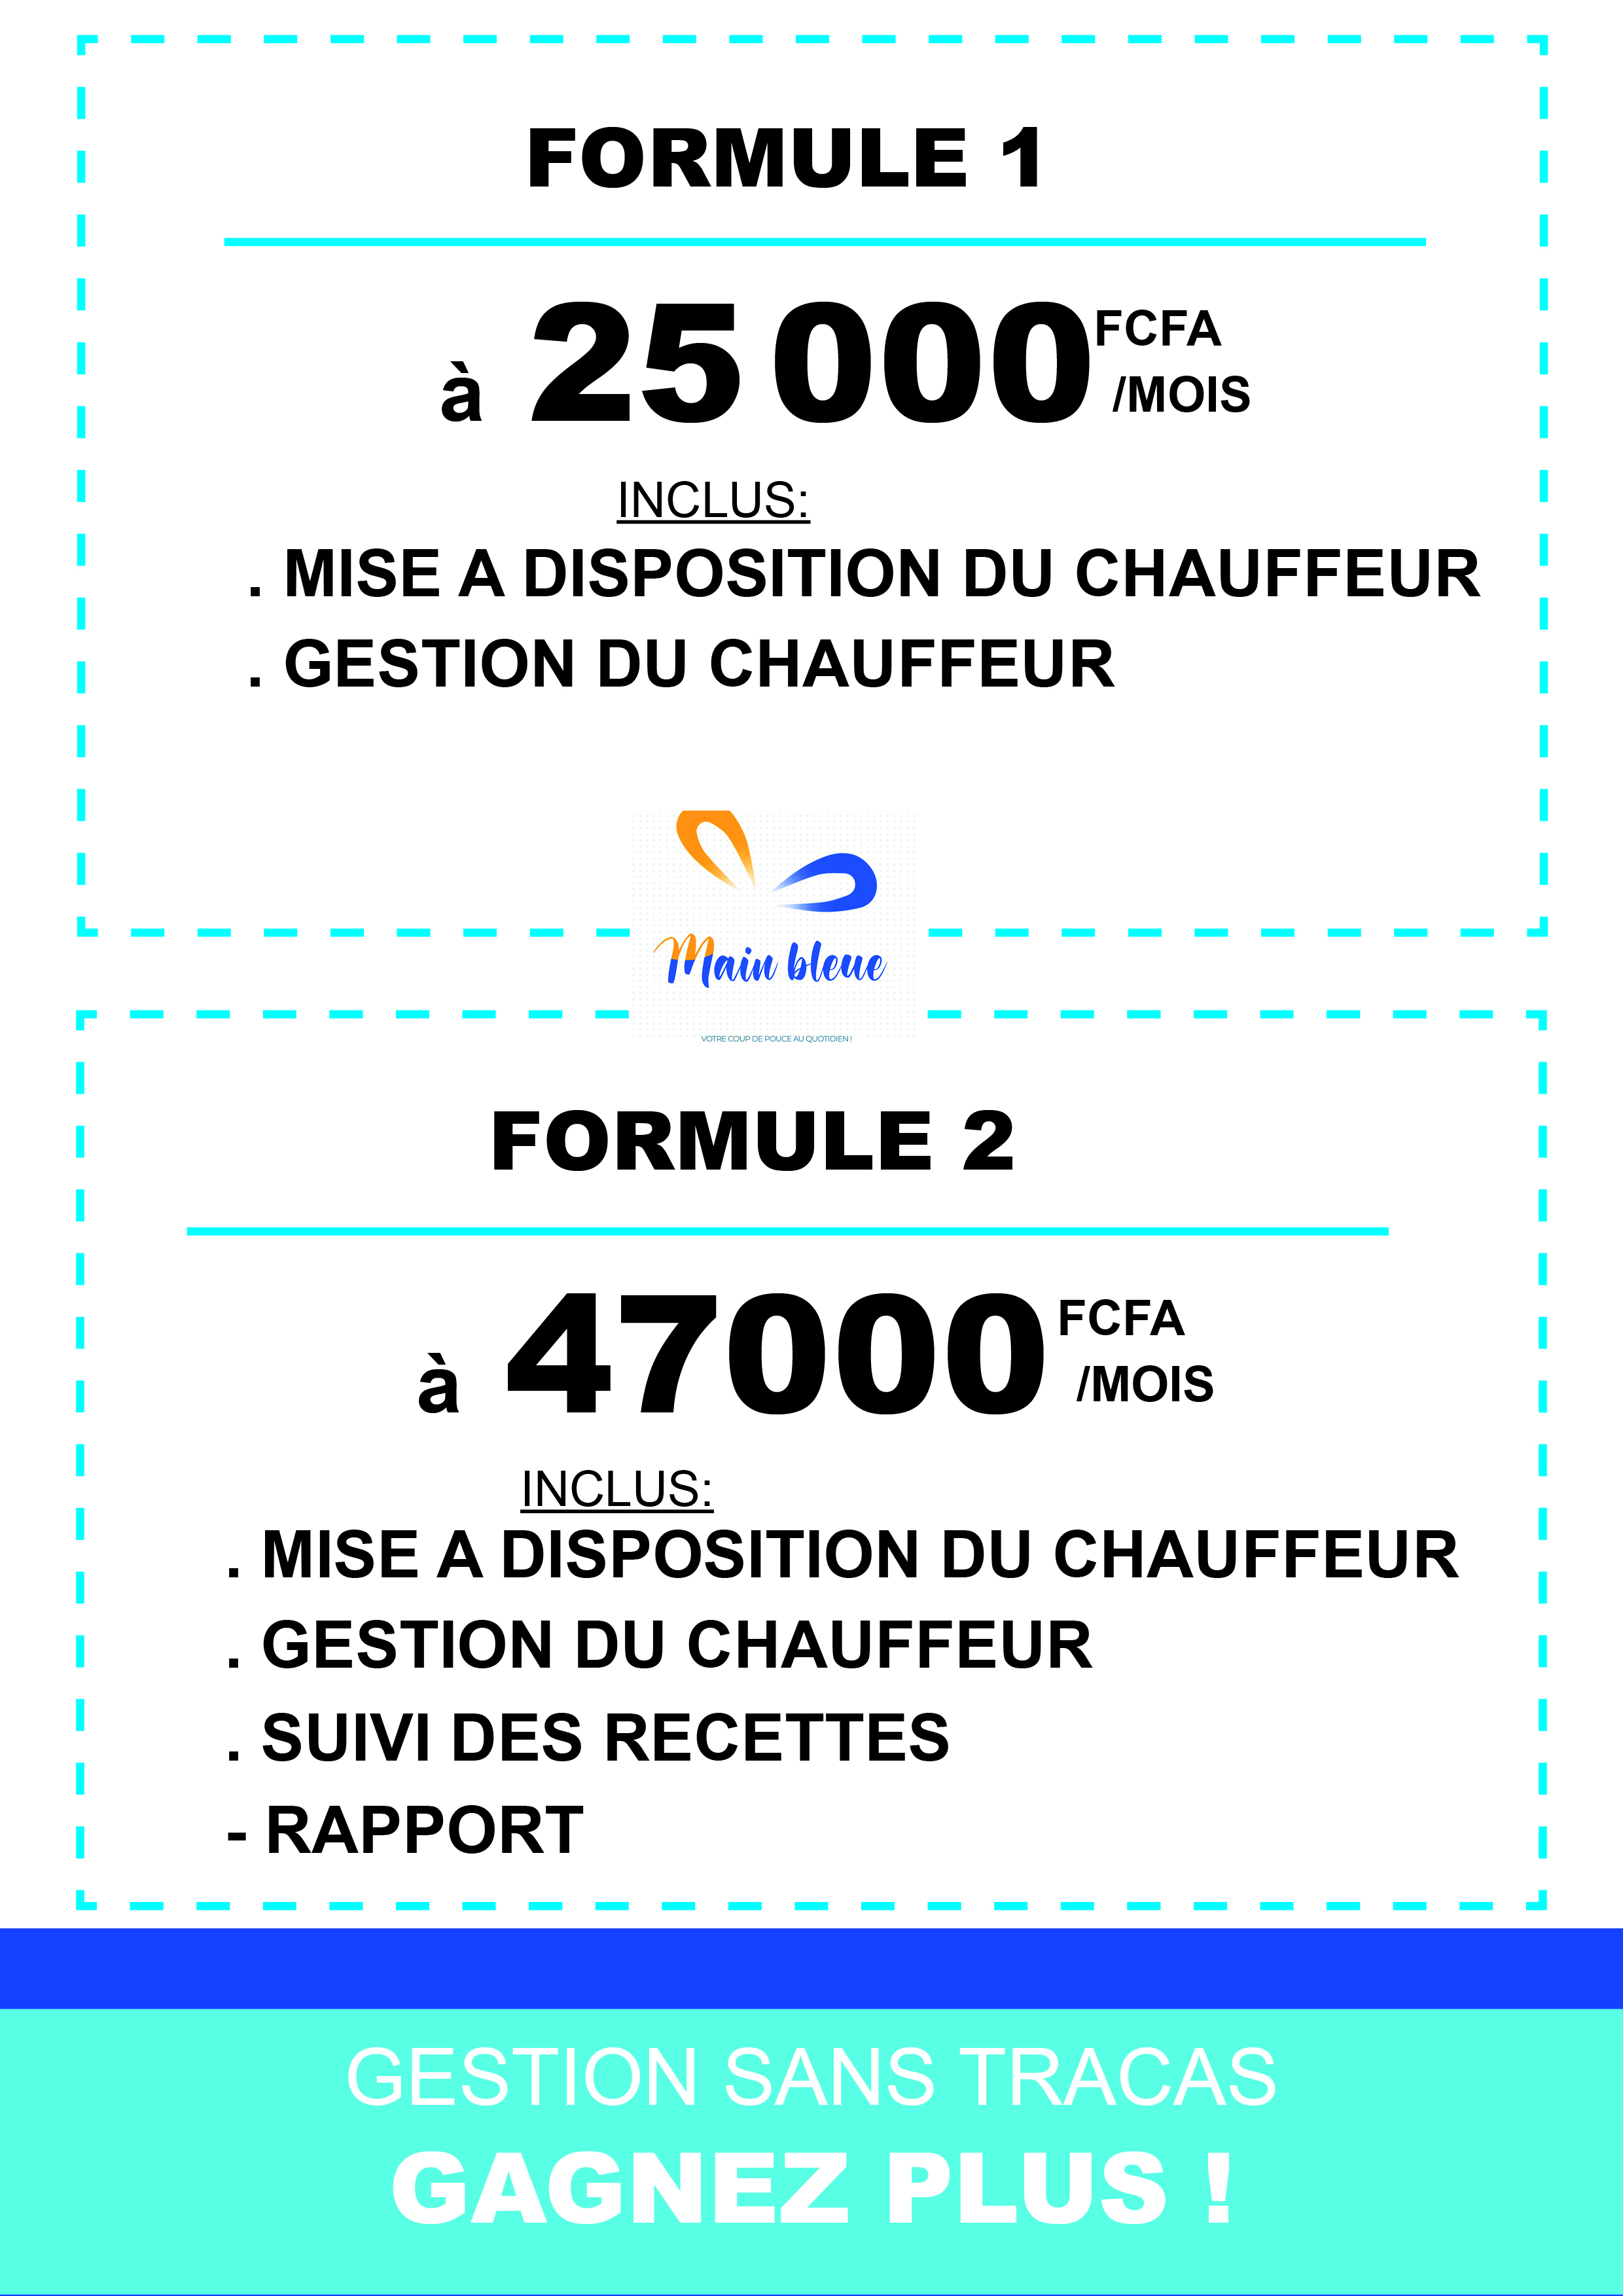 FORMULE 1
à 25 000 FCFA
/MOIS
INCLUS:
. MISE A DISPOSITION DU CHAUFFEUR
. GESTION DU CHAUFFEUR
Main bleue
VOTRE COUP DE POUCE AU QUOTIDIEN !
FORMULE 2
à 47000 FCFA
/MOIS
INCLUS:
. MISE A DISPOSITION DU CHAUFFEUR
. GESTION DU CHAUFFEUR
. SUIVI DES RECETTES
- RAPPORT
GESTION SANS TRACAS
GAGNEZ PLUS !